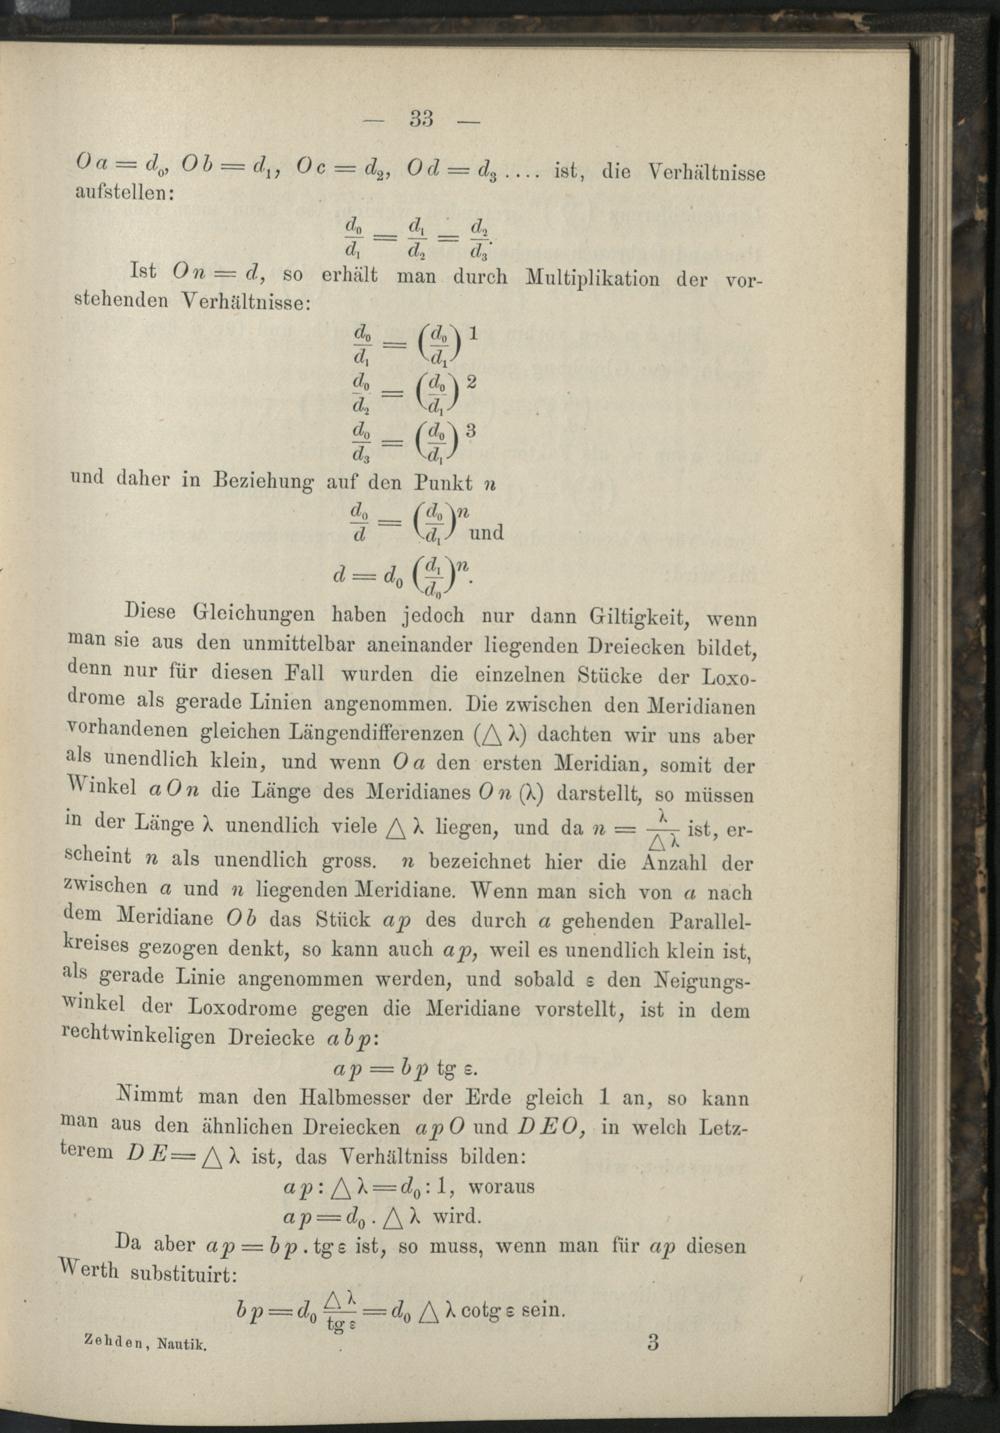 — 33 —
Oa = d₀, Ob = d₁, Oc = d₂, Od = d₃ .... ist, die Verhältnisse
aufstellen:
d₀/d₁ = d₁/d₂ = d₂/d₃.
Ist On = d, so erhält man durch Multiplikation der vor-
stehenden Verhältnisse:
d₀/d₁ = (d₀/d₁)¹
d₀/d₂ = (d₀/d₁)²
d₀/d₃ = (d₀/d₁)³
und daher in Beziehung auf den Punkt n
d₀/d = (d₀/d₁)ⁿ und
d = d₀ (d₁/d₀)ⁿ.
Diese Gleichungen haben jedoch nur dann Giltigkeit, wenn
man sie aus den unmittelbar aneinander liegenden Dreiecken bildet,
denn nur für diesen Fall wurden die einzelnen Stücke der Loxo-
drome als gerade Linien angenommen. Die zwischen den Meridianen
vorhandenen gleichen Längendifferenzen (△ λ) dachten wir uns aber
als unendlich klein, und wenn Oa den ersten Meridian, somit der
Winkel aOn die Länge des Meridianes On (λ) darstellt, so müssen
in der Länge λ unendlich viele △ λ liegen, und da n = λ/△ λ ist, er-
scheint n als unendlich gross. n bezeichnet hier die Anzahl der
zwischen a und n liegenden Meridiane. Wenn man sich von a nach
dem Meridiane Ob das Stück ap des durch a gehenden Parallel-
kreises gezogen denkt, so kann auch ap, weil es unendlich klein ist,
als gerade Linie angenommen werden, und sobald ε den Neigungs-
winkel der Loxodrome gegen die Meridiane vorstellt, ist in dem
rechtwinkeligen Dreiecke abp:
ap = bp tg ε.
Nimmt man den Halbmesser der Erde gleich 1 an, so kann
man aus den ähnlichen Dreiecken apO und DEO, in welch Letz-
terem DE = △ λ ist, das Verhältniss bilden:
ap : △ λ = d₀ : 1, woraus
ap = d₀ . △ λ wird.
Da aber ap = bp . tg ε ist, so muss, wenn man für ap diesen
Werth substituirt:
bp = d₀ △ λ/tg ε = d₀ △ λ cotg ε sein.
Zehden, Nautik. 3